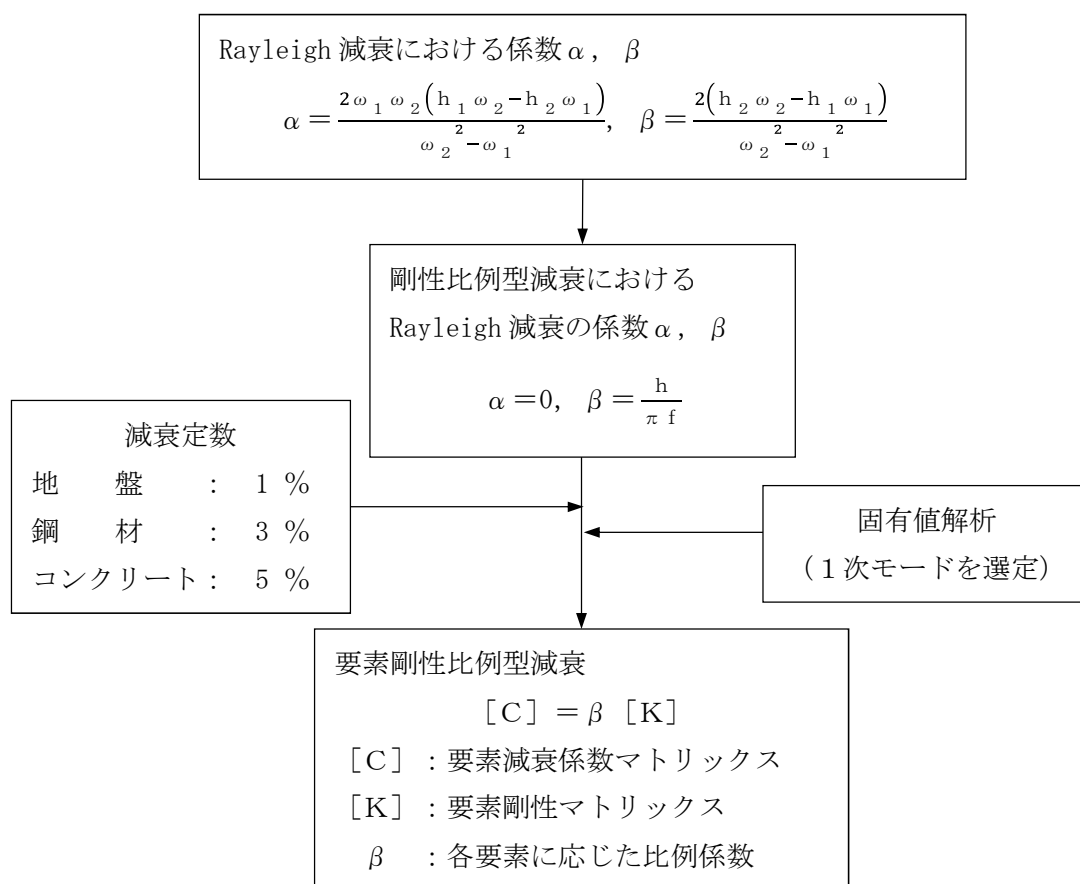 Rayleigh 減衰における係数α, β
α＝2ω₁ω₂(h₁ω₂−h₂ω₁)/(ω₂²−ω₁²), β＝2(h₂ω₂−h₁ω₁)/(ω₂²−ω₁²)
剛性比例型減衰における
Rayleigh 減衰の係数α, β
α＝0, β＝h/(πf)
減衰定数
地　盤　：　1 %
鋼　材　：　3 %
コンクリート：　5 %
固有値解析
（１次モードを選定）
要素剛性比例型減衰
［C］＝β［K］
［C］：要素減衰係数マトリックス
［K］：要素剛性マトリックス
β　：各要素に応じた比例係数